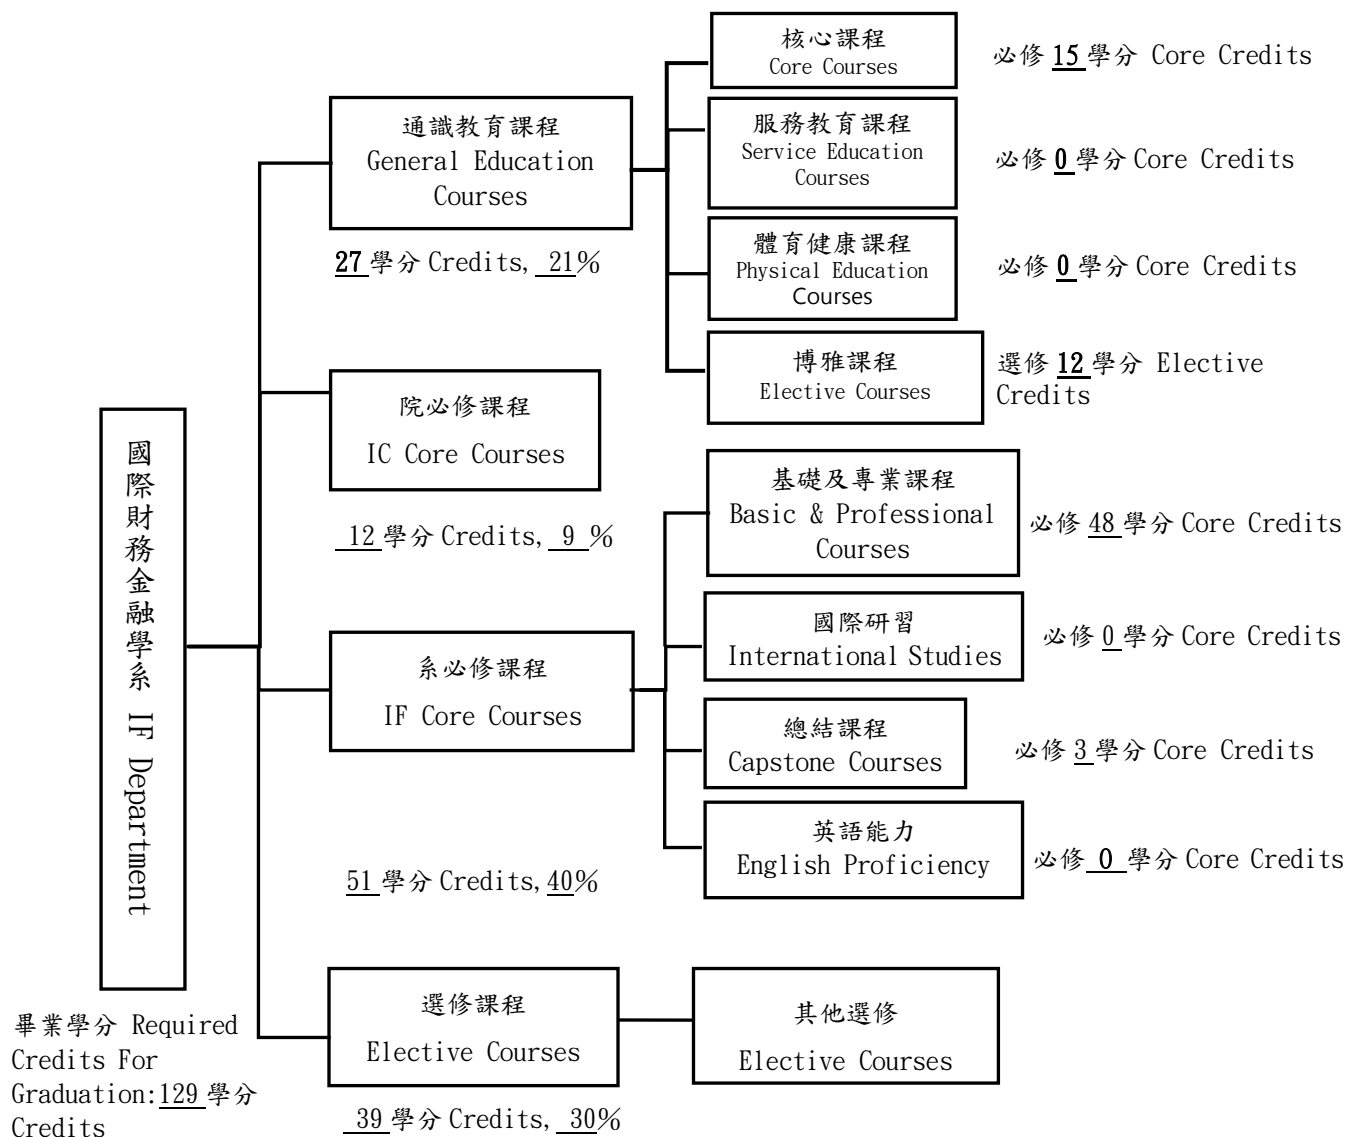 國際財務金融學系 IF Department
畢業學分 Required
Credits For
Graduation:129 學分
Credits
通識教育課程
General Education
Courses
27 學分 Credits, 21%
核心課程
Core Courses
必修 15 學分 Core Credits
服務教育課程
Service Education
Courses
必修 0 學分 Core Credits
體育健康課程
Physical Education
Courses
必修 0 學分 Core Credits
博雅課程
Elective Courses
選修 12 學分 Elective
Credits
院必修課程
IC Core Courses
12 學分 Credits, 9 %
系必修課程
IF Core Courses
51 學分 Credits, 40%
基礎及專業課程
Basic & Professional
Courses
必修 48 學分 Core Credits
國際研習
International Studies
必修 0 學分 Core Credits
總結課程
Capstone Courses
必修 3 學分 Core Credits
英語能力
English Proficiency
必修 0 學分 Core Credits
選修課程
Elective Courses
39 學分 Credits, 30%
其他選修
Elective Courses